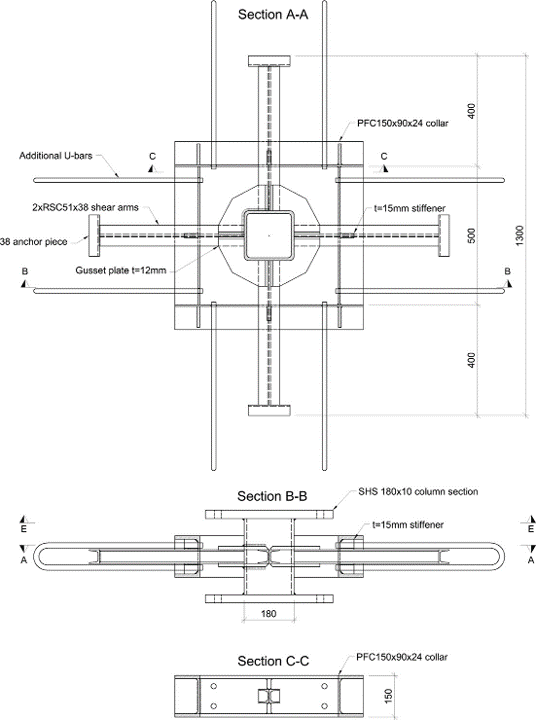 Section A-A
400
PFC150x90x24 collar
Additional U-bars
C
C
2xRSC51x38 shear arms
t=15mm stiffener
38 anchor piece
500
1300
Gusset plate t=12mm
B
B
400
Section B-B
SHS 180x10 column section
t=15mm stiffener
E
E
A
A
180
Section C-C
PFC150x90x24 collar
150